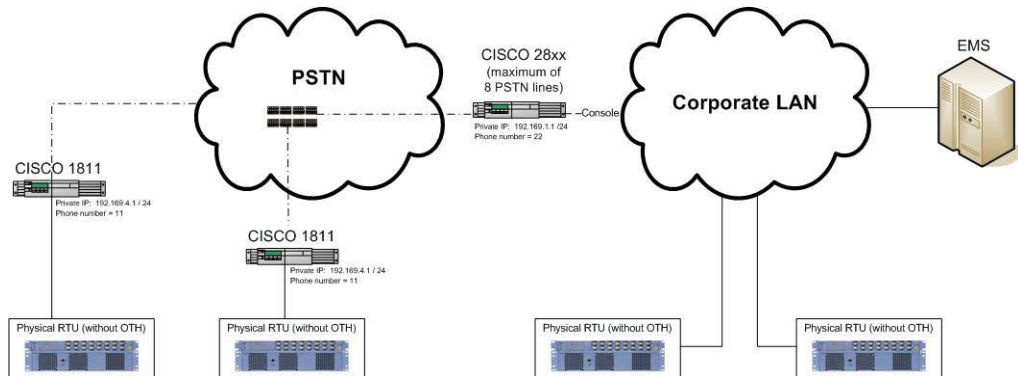 PSTN
CISCO 28xx
(maximum of
8 PSTN lines)
Private IP: 192.169.1.1 /24
Phone number = 22
Console
Corporate LAN
EMS
CISCO 1811
Private IP: 192.169.4.1 / 24
Phone number = 11
CISCO 1811
Private IP: 192.169.4.1 / 24
Phone number = 11
Physical RTU (without OTH)
Physical RTU (without OTH)
Physical RTU (without OTH)
Physical RTU (without OTH)